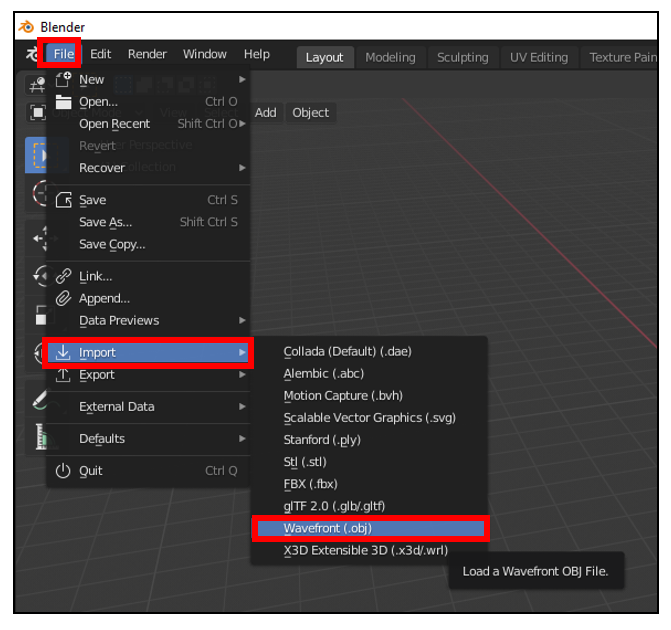 Blender
File Edit Render Window Help Layout Modeling Sculpting UV Editing Texture Pain
New
Open... Ctrl O
Add Object
Open Recent Shift Ctrl O
Revert
Recover
Save Ctrl S
Save As... Shift Ctrl S
Save Copy...
Link...
Append...
Data Previews
Import
Export
External Data
Defaults
Quit Ctrl Q
Collada (Default) (.dae)
Alembic (.abc)
Motion Capture (.bvh)
Scalable Vector Graphics (.svg)
Stanford (.ply)
Stl (.stl)
FBX (.fbx)
glTF 2.0 (.glb/.gltf)
Wavefront (.obj)
X3D Extensible 3D (.x3d/.wrl)
Load a Wavefront OBJ File.